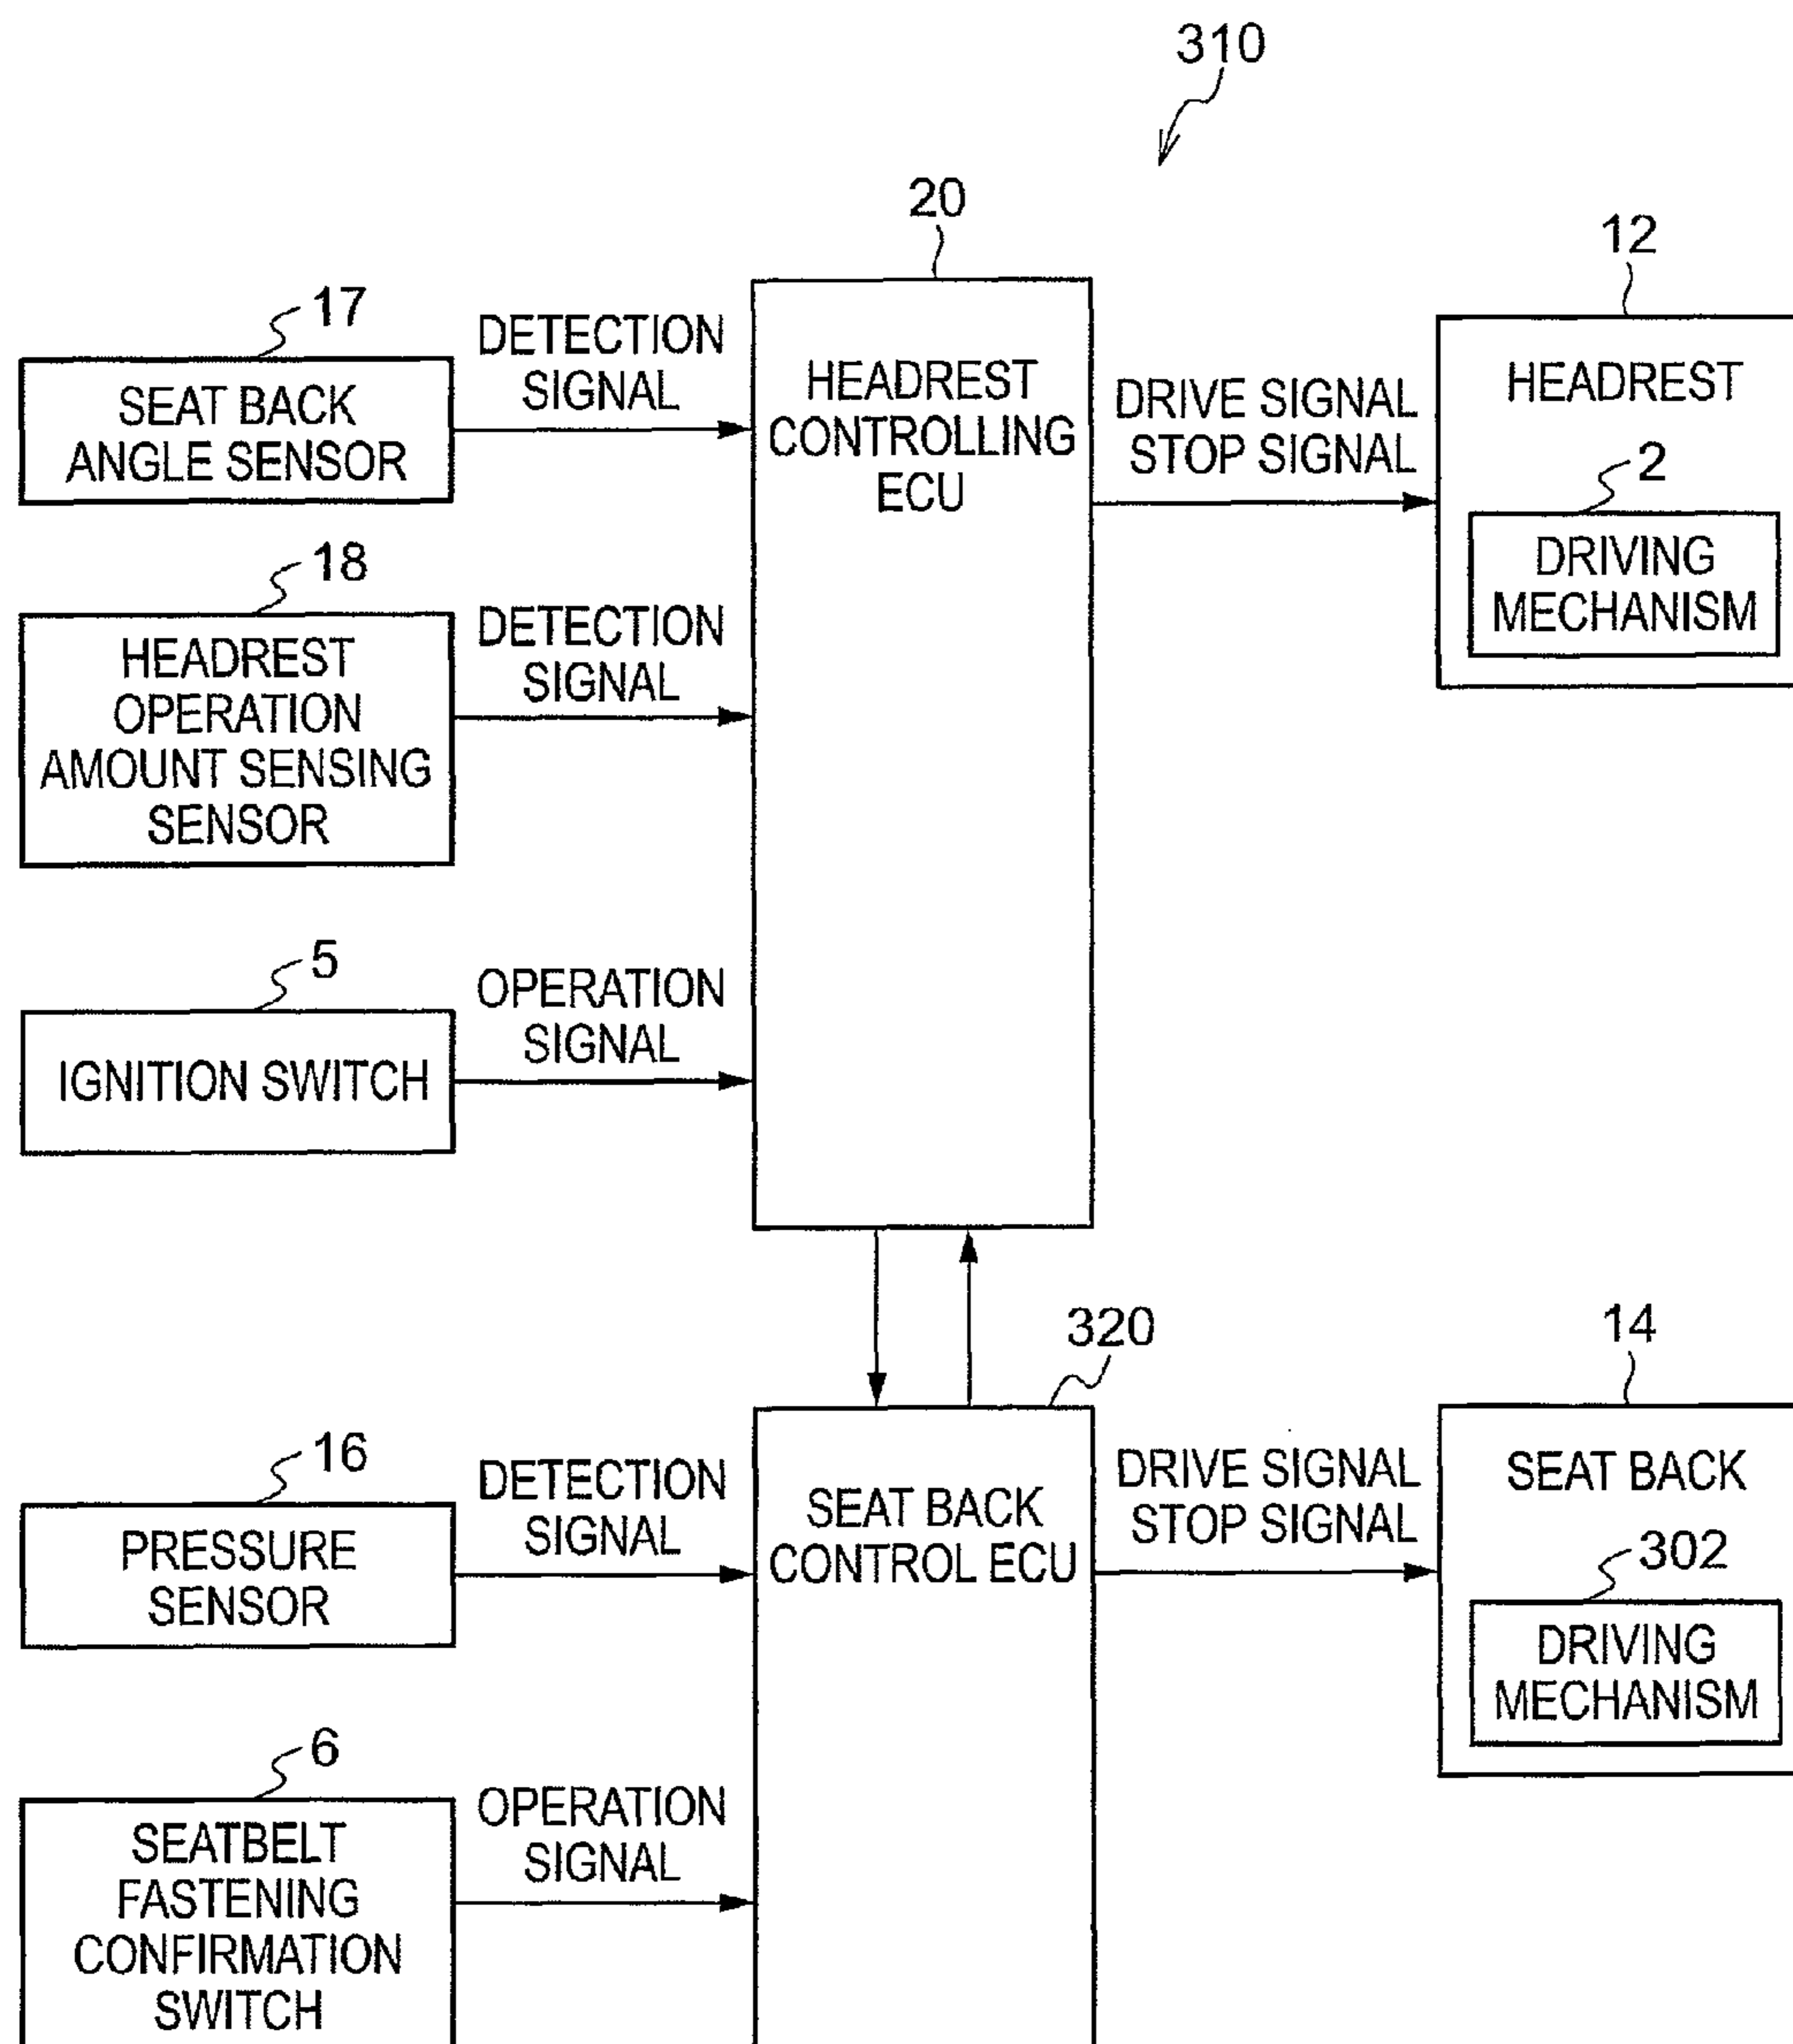 310
20
12
17
DETECTION
SIGNAL
SEAT BACK
ANGLE SENSOR
HEADREST
CONTROLLING
ECU
DRIVE SIGNAL
STOP SIGNAL
HEADREST
2
DRIVING
MECHANISM
18
DETECTION
SIGNAL
HEADREST
OPERATION
AMOUNT SENSING
SENSOR
5
OPERATION
SIGNAL
IGNITION SWITCH
320
14
16
DETECTION
SIGNAL
PRESSURE
SENSOR
SEAT BACK
CONTROL ECU
DRIVE SIGNAL
STOP SIGNAL
SEAT BACK
302
DRIVING
MECHANISM
6
OPERATION
SIGNAL
SEATBELT
FASTENING
CONFIRMATION
SWITCH